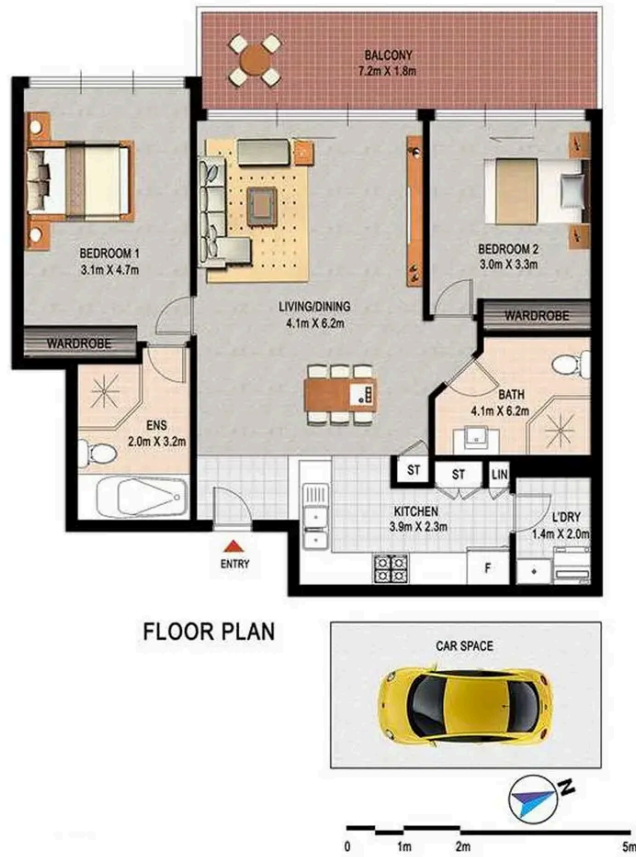 BALCONY
7.2m X 1.8m
BEDROOM 1
3.1m X 4.7m
BEDROOM 2
3.0m X 3.3m
LIVING/DINING
4.1m X 6.2m
WARDROBE
WARDROBE
BATH
4.1m X 6.2m
ENS
2.0m X 3.2m
ST
ST
LIN
KITCHEN
3.9m X 2.3m
L'DRY
1.4m X 2.0m
F
ENTRY
FLOOR PLAN
CAR SPACE
N
0 1m 2m 5m